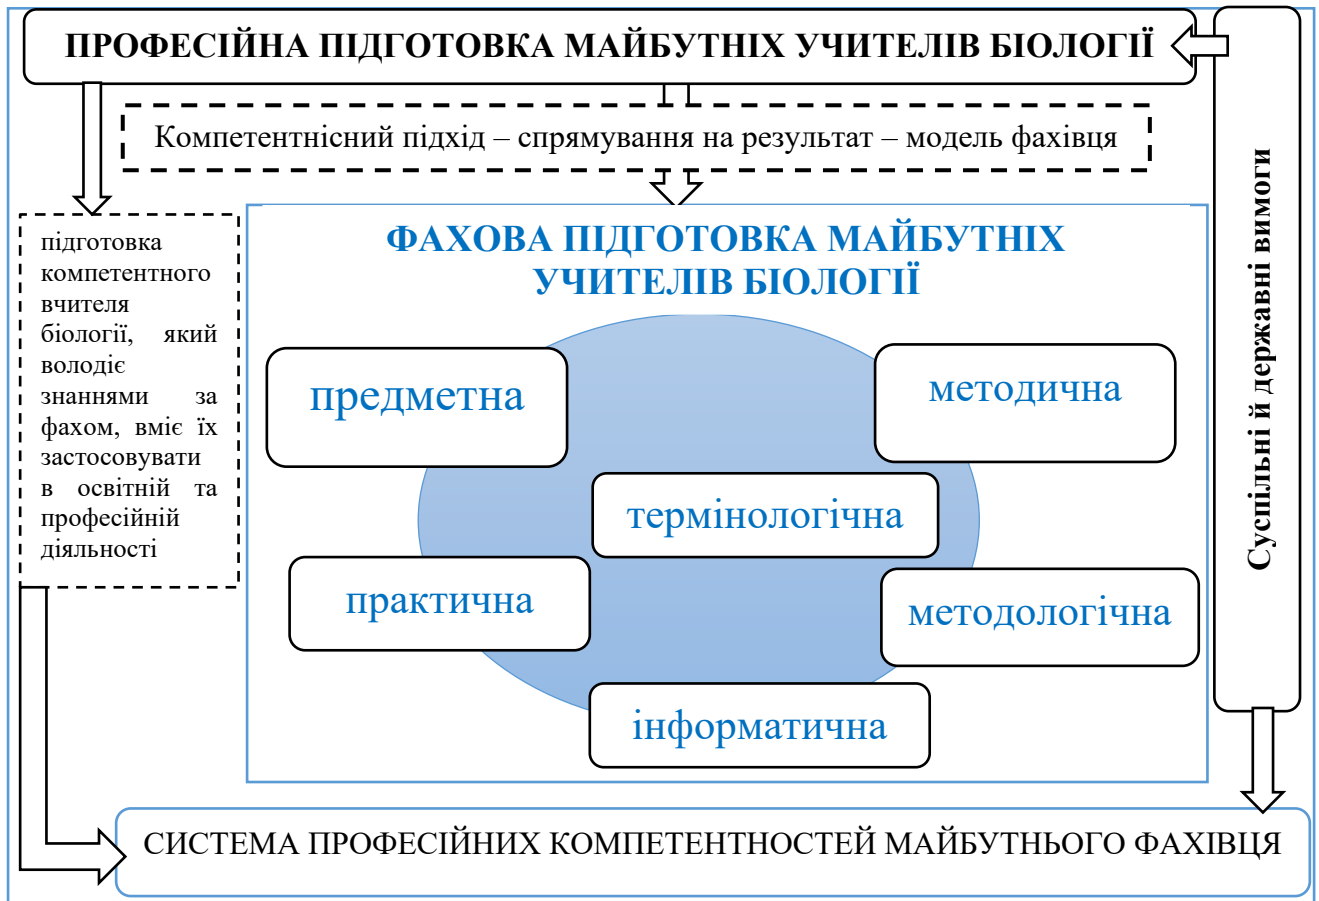 ПРОФЕСІЙНА ПІДГОТОВКА МАЙБУТНІХ УЧИТЕЛІВ БІОЛОГІЇ
Компетентнісний підхід – спрямування на результат – модель фахівця
підготовка
компетентного
вчителя
біології, який
володіє
знаннями за
фахом, вміє їх
застосовувати
в освітній та
професійній
діяльності
ФАХОВА ПІДГОТОВКА МАЙБУТНІХ
УЧИТЕЛІВ БІОЛОГІЇ
предметна
методична
термінологічна
практична
методологічна
інформатична
Суспільні й державні вимоги
СИСТЕМА ПРОФЕСІЙНИХ КОМПЕТЕНТНОСТЕЙ МАЙБУТНЬОГО ФАХІВЦЯ